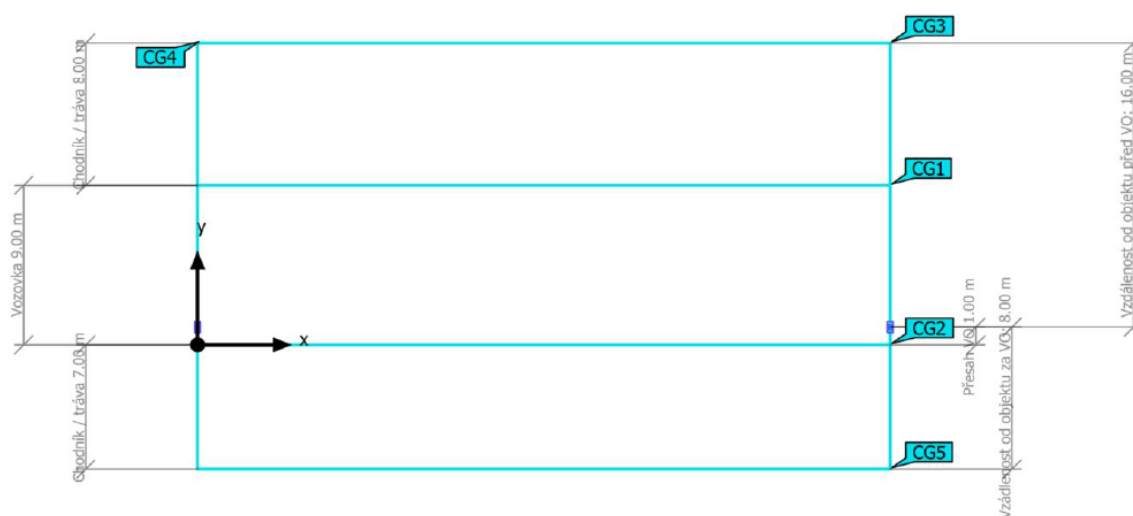 CG3
CG4
Chodník / tráva 8.00 m
Vzdálenost od objektu před VO: 16.00 m
CG1
Vozovka 9.00 m
y
x
CG2
Přesah VO 1.00 m
Vzádlenost od objektu za VO: 8.00 m
Chodník / tráva 7.00 m
CG5